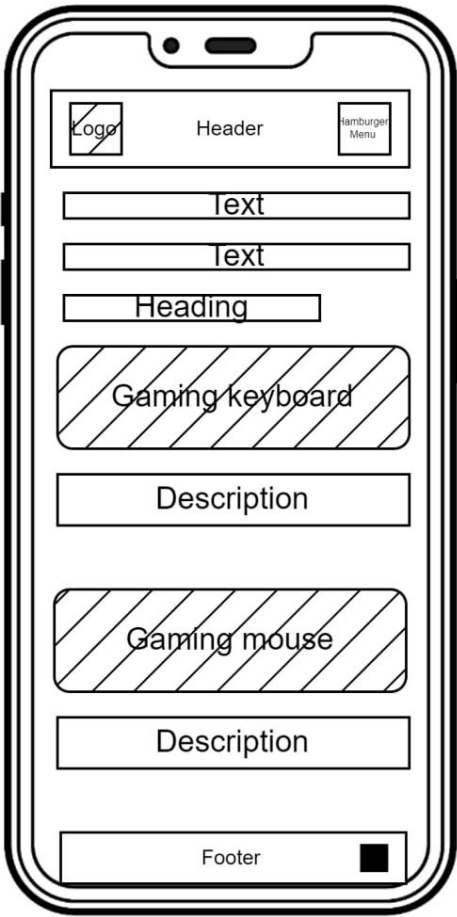 Logo
Header
Hamburger
Menu
Text
Text
Heading
Gaming keyboard
Description
Gaming mouse
Description
Footer